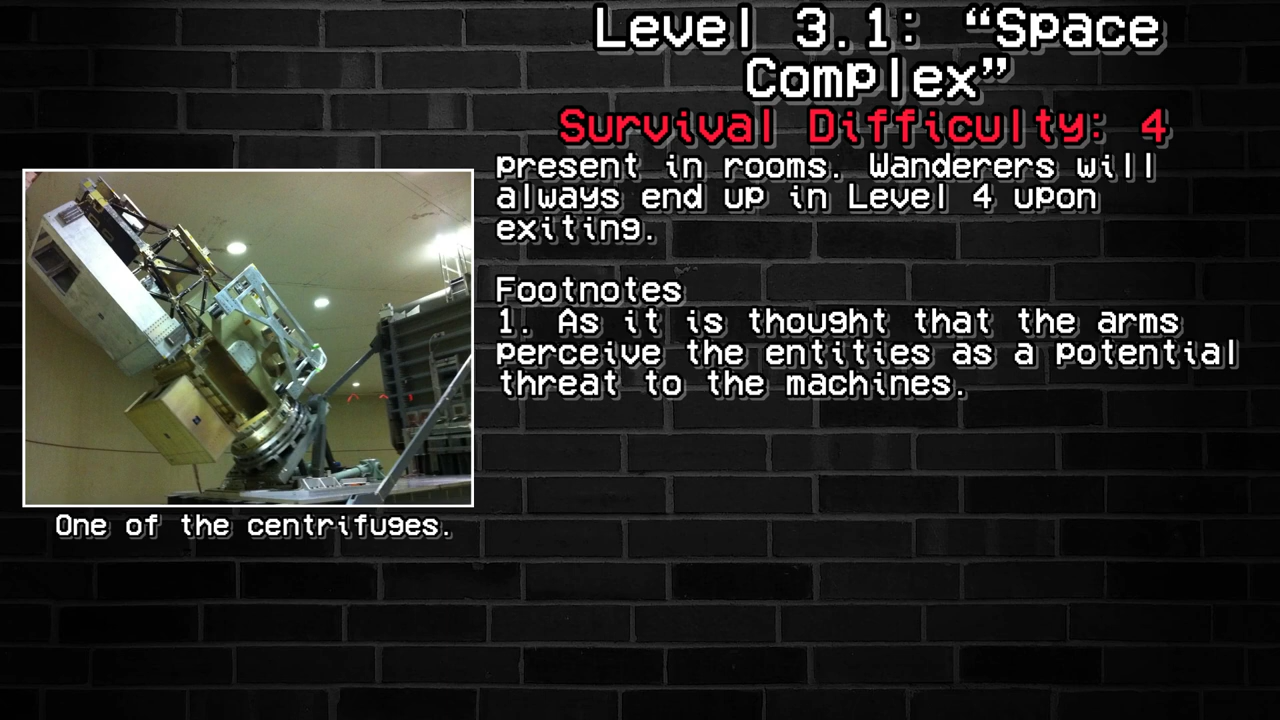 Level 3.1: “Space
Complex”
Survival Difficulty: 4
present in rooms. Wanderers will
always end up in Level 4 upon
exiting.
Footnotes
1. As it is thought that the arms
perceive the entities as a potential
threat to the machines.
One of the centrifuges.